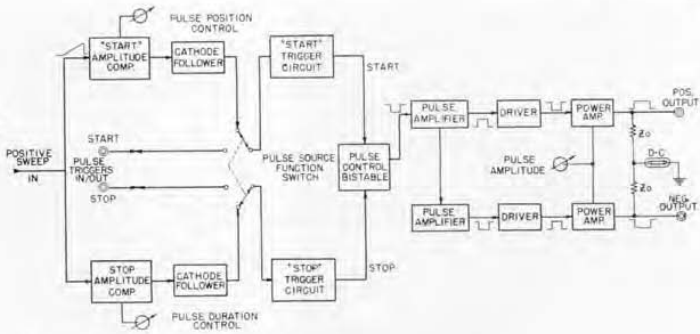 PULSE POSITION
CONTROL
"START"
AMPLITUDE
COMP.
CATHODE
FOLLOWER
"START"
TRIGGER
CIRCUIT
START
POSITIVE
SWEEP
IN
START
PULSE
TRIGGERS
IN/OUT
STOP
PULSE SOURCE
FUNCTION
SWITCH
PULSE
CONTROL
BISTABLE
PULSE
AMPLIFIER
DRIVER
POWER
AMP.
POS.
OUTPUT
Zo
D-C
PULSE
AMPLITUDE
Zo
PULSE
AMPLIFIER
DRIVER
POWER
AMP.
NEG.
OUTPUT.
STOP
AMPLITUDE
COMP.
CATHODE
FOLLOWER
"STOP"
TRIGGER
CIRCUIT
STOP
PULSE DURATION
CONTROL